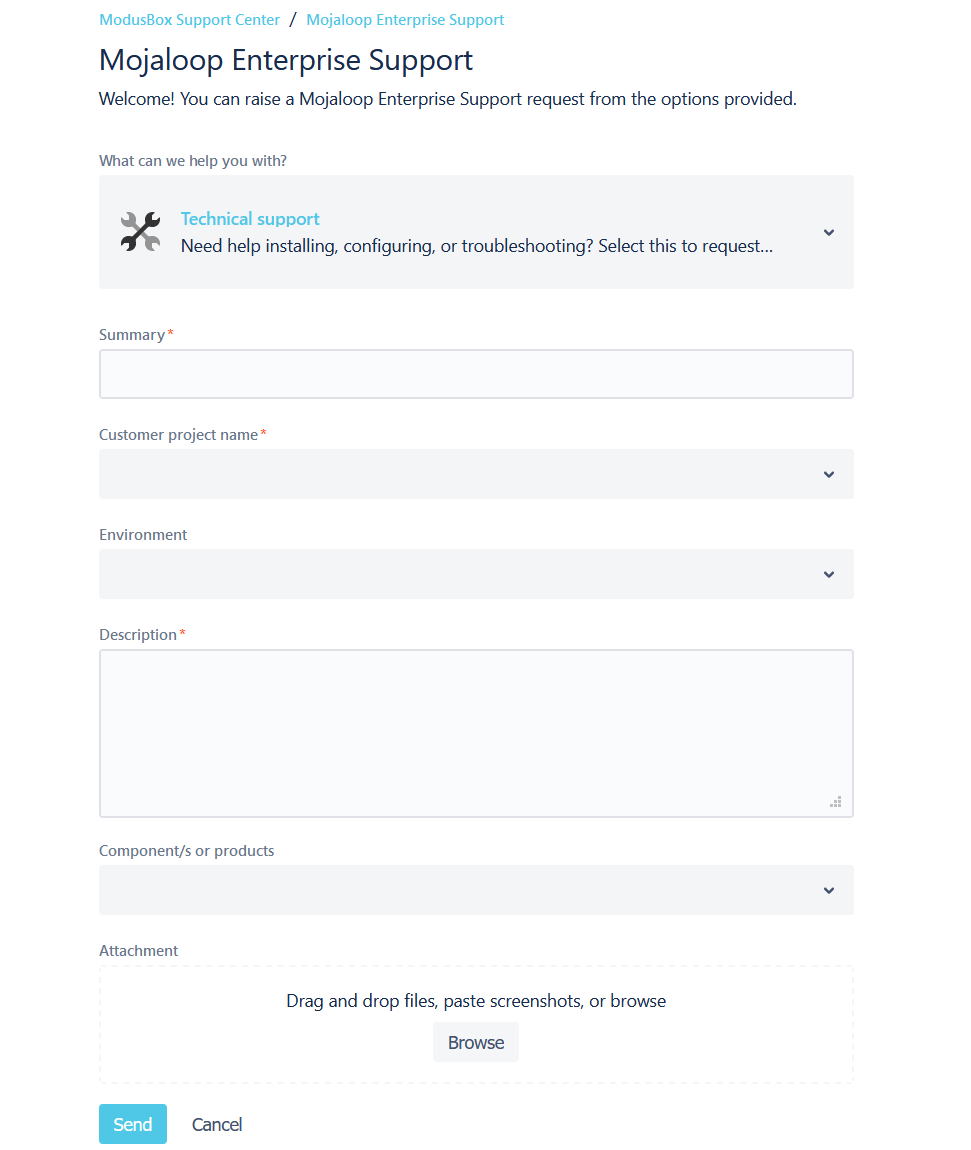 ModusBox Support Center / Mojaloop Enterprise Support
Mojaloop Enterprise Support
Welcome! You can raise a Mojaloop Enterprise Support request from the options provided.
What can we help you with?
Technical support
Need help installing, configuring, or troubleshooting? Select this to request...
Summary*
Customer project name*
Environment
Description*
Component/s or products
Attachment
Drag and drop files, paste screenshots, or browse
Browse
Send Cancel